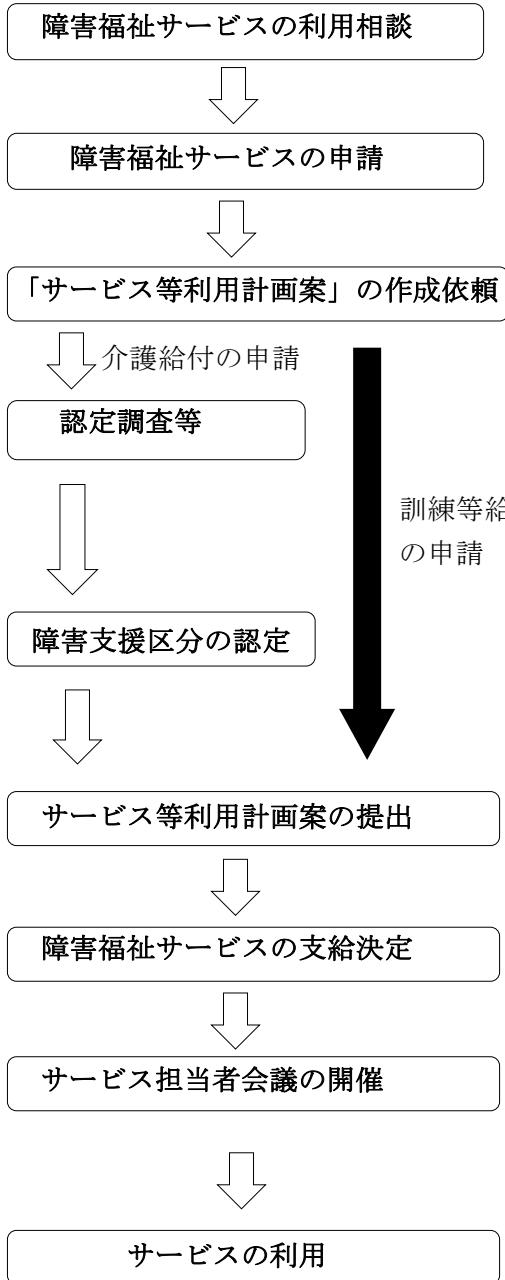 障害福祉サービスの利用相談
障害福祉サービスの申請
「サービス等利用計画案」の作成依頼
介護給付の申請
認定調査等
訓練等給
の申請
障害支援区分の認定
サービス等利用計画案の提出
障害福祉サービスの支給決定
サービス担当者会議の開催
サービスの利用